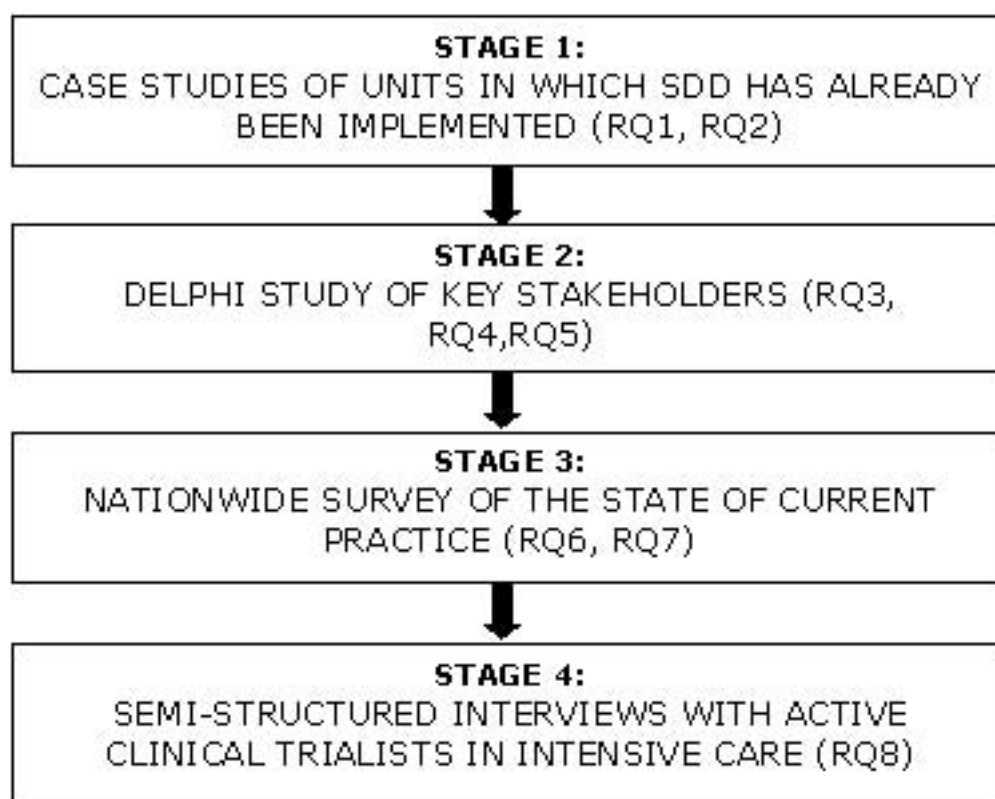 STAGE 1:
CASE STUDIES OF UNITS IN WHICH SDD HAS ALREADY
BEEN IMPLEMENTED (RQ1, RQ2)
STAGE 2:
DELPHI STUDY OF KEY STAKEHOLDERS (RQ3,
RQ4,RQ5)
STAGE 3:
NATIONWIDE SURVEY OF THE STATE OF CURRENT
PRACTICE (RQ6, RQ7)
STAGE 4:
SEMI-STRUCTURED INTERVIEWS WITH ACTIVE
CLINICAL TRIALISTS IN INTENSIVE CARE (RQ8)